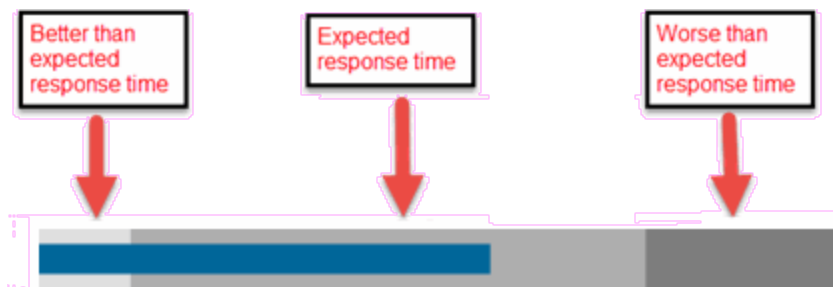 Better than
expected
response time
Expected
response time
Worse than
expected
response time